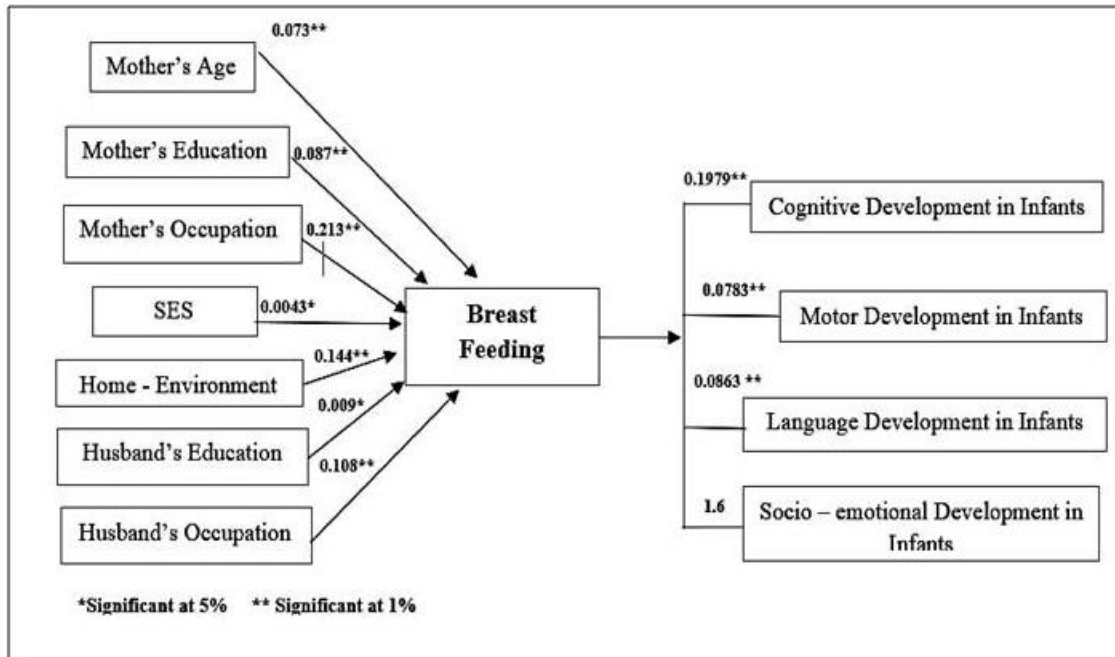 0.073**
Mother's Age
Mother's Education
0.087**
Mother's Occupation
0.213**
SES
0.0043*
Home - Environment
0.144**
Husband's Education
0.009*
Husband's Occupation
0.108**
Breast
Feeding
0.1979**
Cognitive Development in Infants
0.0783**
Motor Development in Infants
0.0863 **
Language Development in Infants
1.6
Socio – emotional Development in
Infants
*Significant at 5% ** Significant at 1%